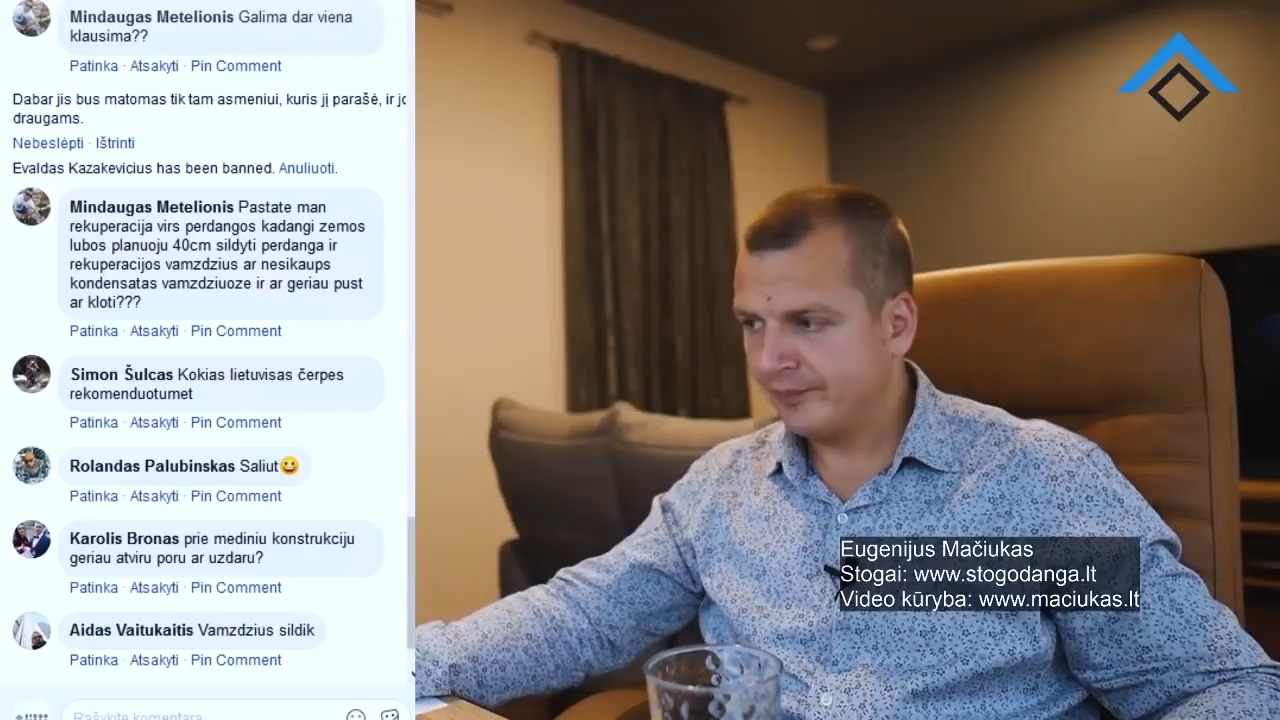 Mindaugas Metelionis Galima dar viena
klausima??
Patinka · Atsakyti · Pin Comment
Dabar jis bus matomas tik tam asmeniui, kuris jį parašė, ir jo
draugams.
Nebeslėpti · Ištrinti
Evaldas Kazakevicius has been banned. Anuliuoti.
Mindaugas Metelionis Pastate man
rekuperacija virs perdangos kadangi zemos
lubos planuoju 40cm sildyti perdanga ir
rekuperacijos vamzdzius ar nesikaups
kondensatas vamzdziuoze ir ar geriau pust
ar kloti???
Patinka · Atsakyti · Pin Comment
Simon Šulcas Kokias lietuvisas čerpes
rekomenduotumet
Patinka · Atsakyti · Pin Comment
Rolandas Palubinskas Saliut😀
Patinka · Atsakyti · Pin Comment
Karolis Bronas prie mediniu konstrukciju
geriau atviru poru ar uzdaru?
Patinka · Atsakyti · Pin Comment
Aidas Vaitukaitis Vamzdzius sildik
Patinka · Atsakyti · Pin Comment
Rašykite komentarą
Eugenijus Mačiukas
Stogai: www.stogodanga.lt
Video kūryba: www.maciukas.lt